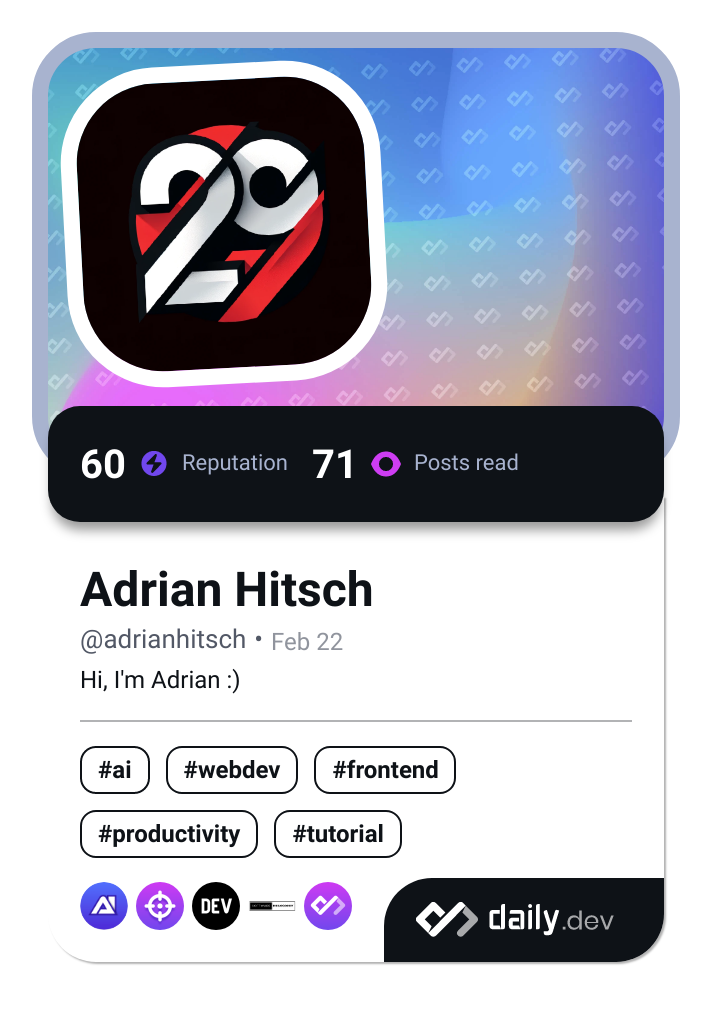 29
60 Reputation 71 Posts read
Adrian Hitsch
@adrianhitsch • Feb 22
Hi, I'm Adrian :)
#ai #webdev #frontend
#productivity #tutorial
DEV
daily.dev